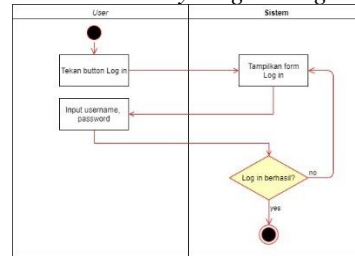 User
Sistem
Tekan button Log in
Tampilkan form
Log in
Input username,
password
Log in berhasil?
no
yes